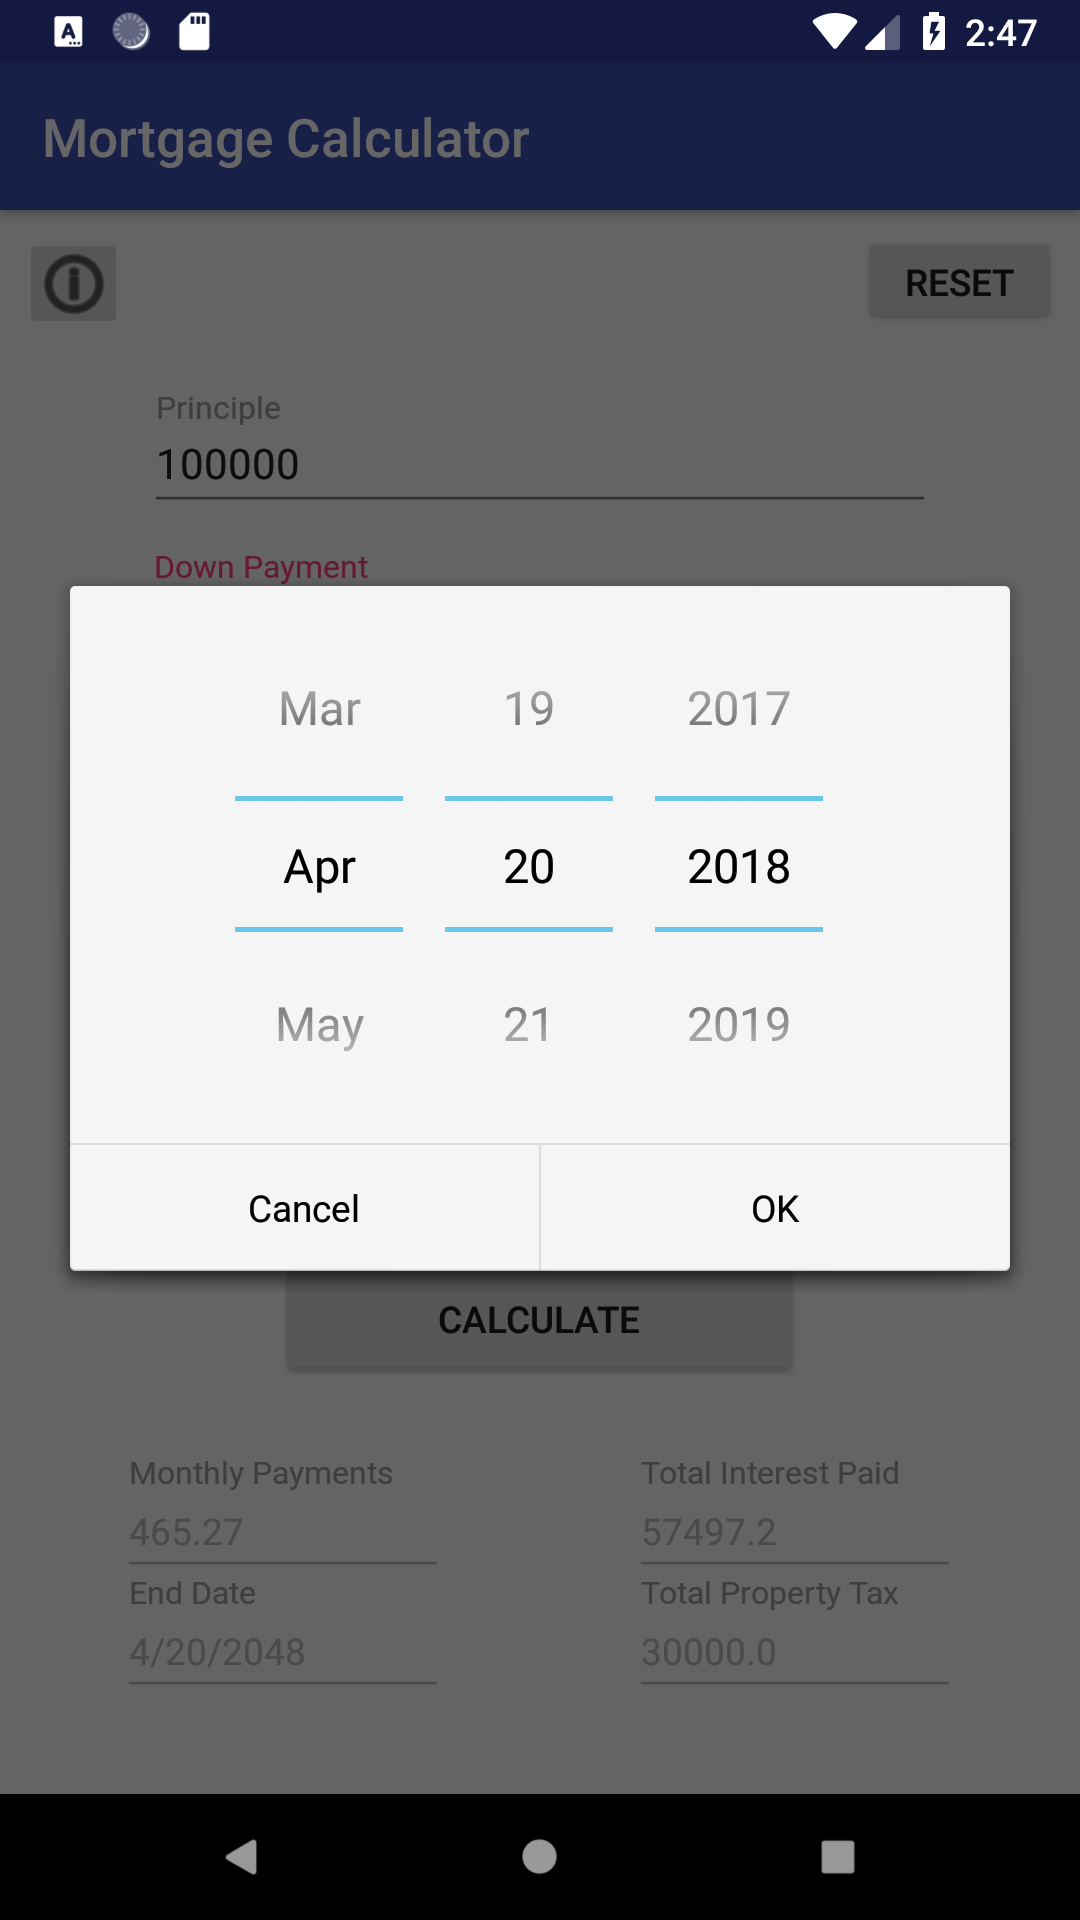 2:47
Mortgage Calculator
RESET
Principle
100000
Down Payment
Mar 19 2017
Apr 20 2018
May 21 2019
Cancel OK
CALCULATE
Monthly Payments Total Interest Paid
465.27 57497.2
End Date Total Property Tax
4/20/2048 30000.0